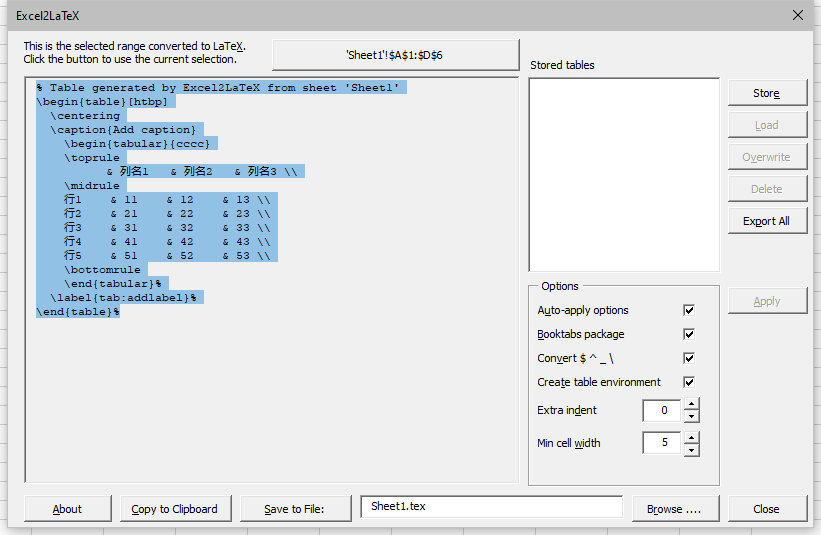 Excel2LaTeX
This is the selected range converted to LaTeX.
Click the button to use the current selection.
'Sheet1'!$A$1:$D$6
% Table generated by Excel2LaTeX from sheet 'Sheet1'
\begin{table}[htbp]
\centering
\caption{Add caption}
\begin{tabular}{cccc}
\toprule
& 列名1 & 列名2 & 列名3 \\
\midrule
行1 & 11 & 12 & 13 \\
行2 & 21 & 22 & 23 \\
行3 & 31 & 32 & 33 \\
行4 & 41 & 42 & 43 \\
行5 & 51 & 52 & 53 \\
\bottomrule
\end{tabular}%
\label{tab:addlabel}%
\end{table}%
Stored tables
Store
Load
Overwrite
Delete
Export All
Options
Auto-apply options
Booktabs package
Convert $ ^ _ \
Create table environment
Extra indent 0
Min cell width 5
Apply
About
Copy to Clipboard
Save to File:
Sheet1.tex
Browse ....
Close